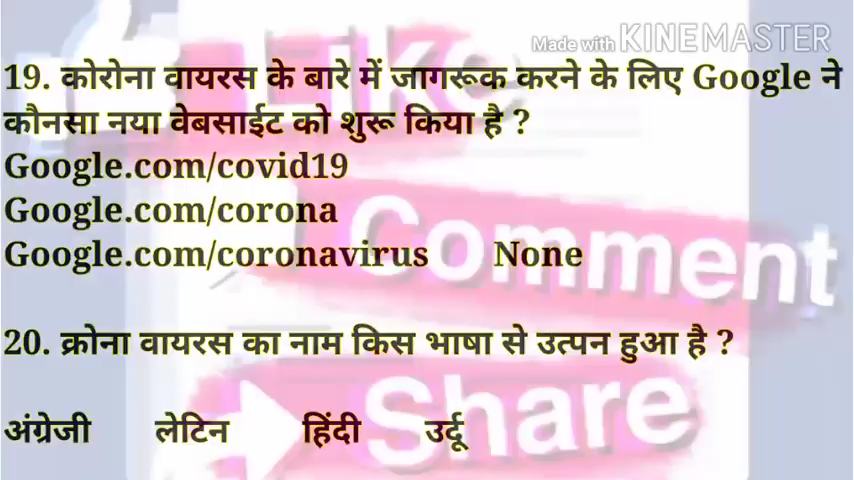 Made with KINEMASTER
Like
19. कोरोना वायरस के बारे में जागरूक करने के लिए Google ने
कौनसा नया वेबसाईट को शुरू किया है ?
Google.com/covid19
Google.com/corona
Google.com/coronavirus None
Comment
20. क्रोना वायरस का नाम किस भाषा से उत्पन हुआ है ?
Share
अंग्रेजी लेटिन हिंदी उर्दू